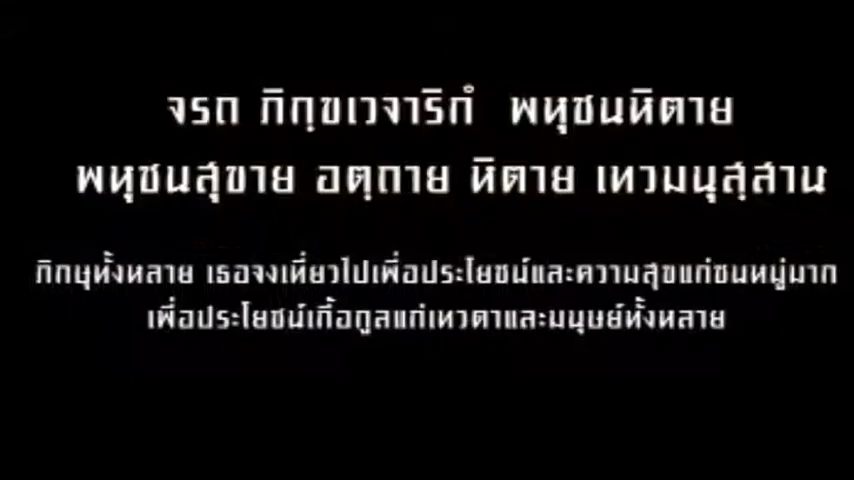 จรถ ภิกฺขเวจาริกํ พหุชนหิตาย
พหุชนสุขาย อตฺถาย หิตาย เทวมนุสฺสานํ
ภิกษุทั้งหลาย เธอจงเที่ยวไปเพื่อประโยชน์และความสุขแก่ชนหมู่มาก
เพื่อประโยชน์เกื้อกูลแก่เทวดาและมนุษย์ทั้งหลาย